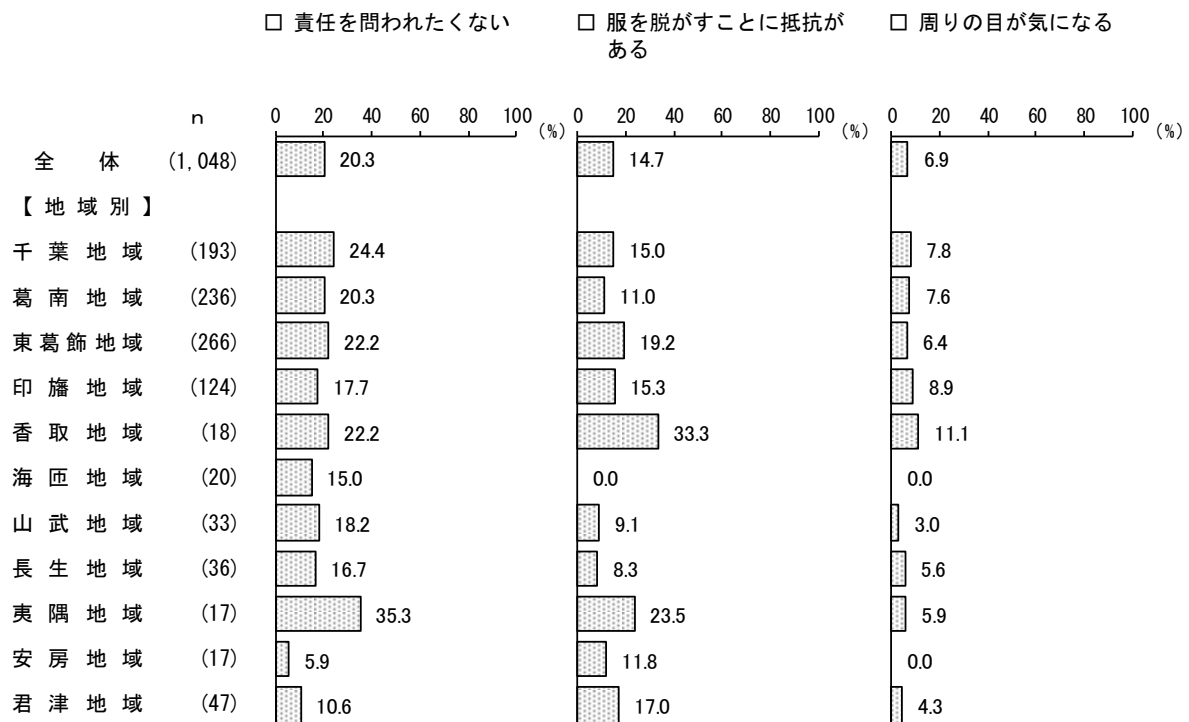 □ 責任を問われたくない □ 服を脱がすことに抵抗が □ 周りの目が気になる
ある
n 0 20 40 60 80 100 (%) 0 20 40 60 80 100 (%) 0 20 40 60 80 100 (%)
全体 (1,048) 20.3 14.7 6.9
【地域別】
千葉地域 (193) 24.4 15.0 7.8
葛南地域 (236) 20.3 11.0 7.6
東葛飾地域 (266) 22.2 19.2 6.4
印旛地域 (124) 17.7 15.3 8.9
香取地域 (18) 22.2 33.3 11.1
海匝地域 (20) 15.0 0.0 0.0
山武地域 (33) 18.2 9.1 3.0
長生地域 (36) 16.7 8.3 5.6
夷隅地域 (17) 35.3 23.5 5.9
安房地域 (17) 5.9 11.8 0.0
君津地域 (47) 10.6 17.0 4.3